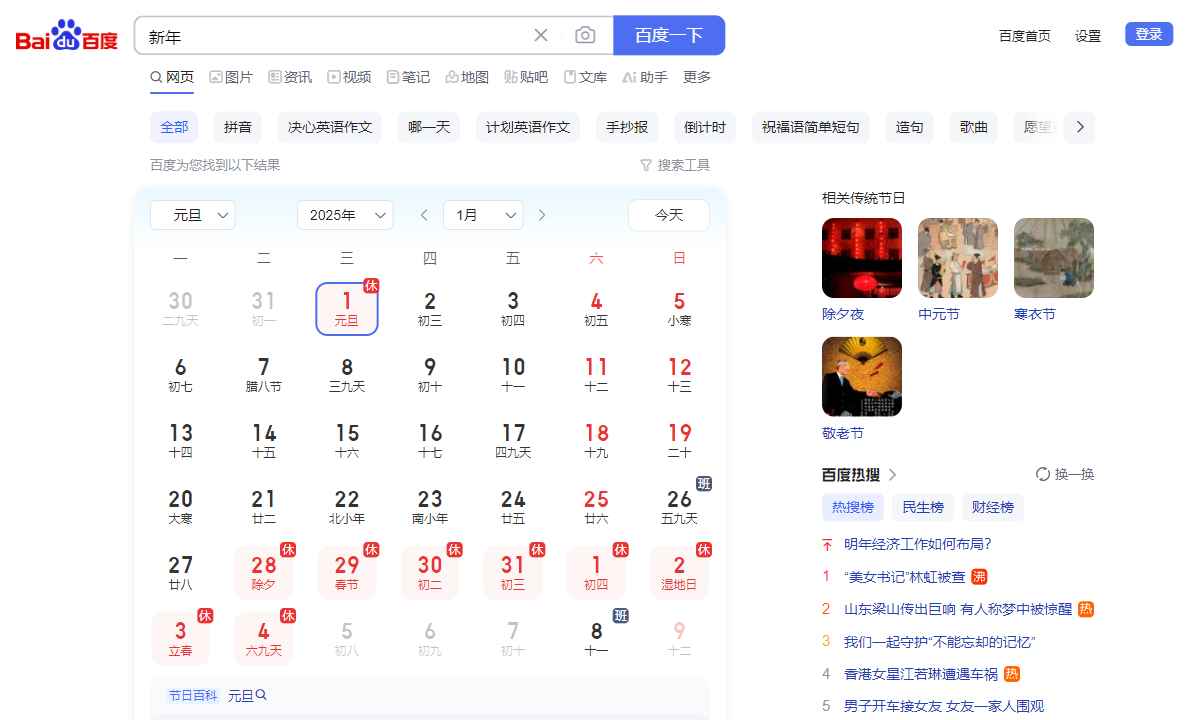 Bai du 百度
新年
百度一下
百度首页 设置 登录
网页 图片 资讯 视频 笔记 地图 贴吧 文库 助手 更多
全部 拼音 决心英语作文 哪一天 计划英语作文 手抄报 倒计时 祝福语简单短句 造句 歌曲 愿望
百度为您找到以下结果 搜索工具
元旦 2025年 1月 今天
一 二 三 四 五 六 日
30 31 1 休 2 3 4 5
二九天 初一 元旦 初三 初四 初五 小寒
6 7 8 9 10 11 12
初七 腊八节 三九天 初十 十一 十二 十三
13 14 15 16 17 18 19
十四 十五 十六 十七 四九天 十九 二十
20 21 22 23 24 25 26 班
大寒 廿二 北小年 南小年 廿五 廿六 五九天
27 28 休 29 休 30 休 31 休 1 休 2 休
廿八 除夕 春节 初二 初三 初四 湿地日
3 休 4 休 5 6 7 8 班 9
立春 六九天 初八 初九 初十 十一 十二
节日百科 元旦
相关传统节日
除夕夜 中元节 寒衣节
敬老节
百度热搜 换一换
热搜榜 民生榜 财经榜
明年经济工作如何布局?
1 “美女书记”林虹被查 沸
2 山东梁山传出巨响 有人称梦中被惊醒 热
3 我们一起守护“不能忘却的记忆”
4 香港女星江若琳遭遇车祸 热
5 男子开车接女友 女友一家人围观